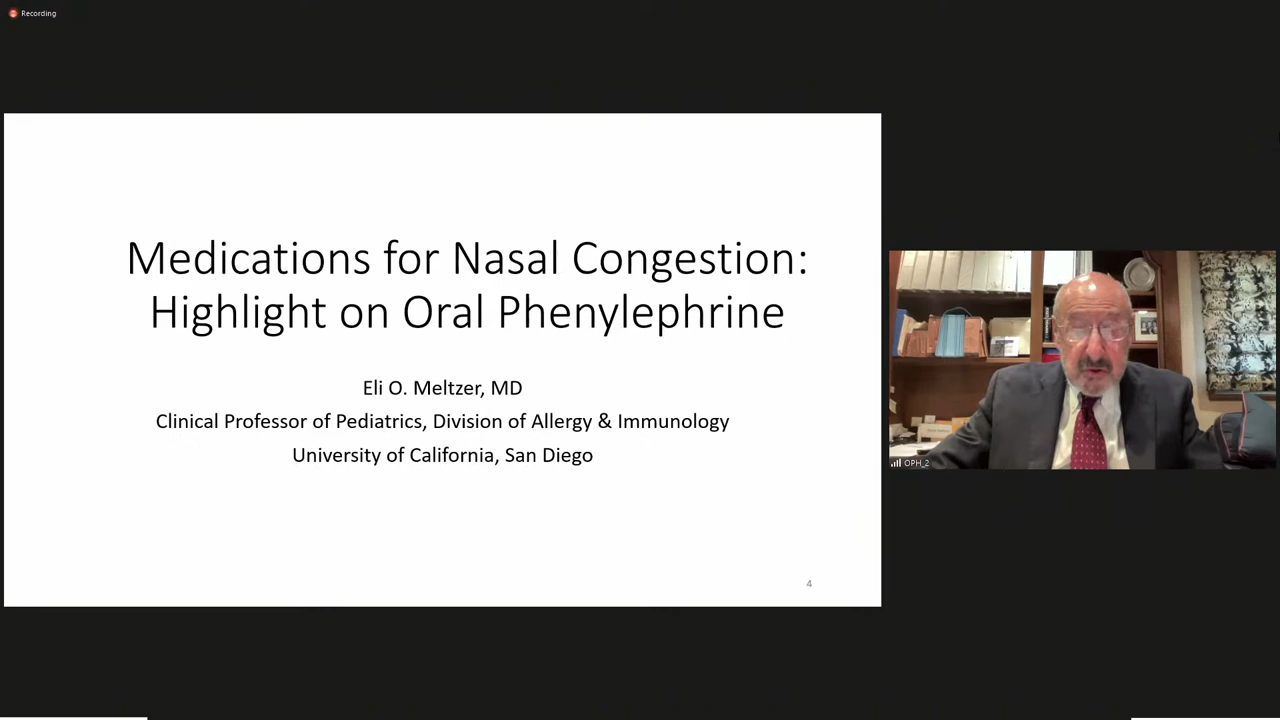 Recording
Medications for Nasal Congestion:
Highlight on Oral Phenylephrine
Eli O. Meltzer, MD
Clinical Professor of Pediatrics, Division of Allergy & Immunology
University of California, San Diego
4
OPH_2